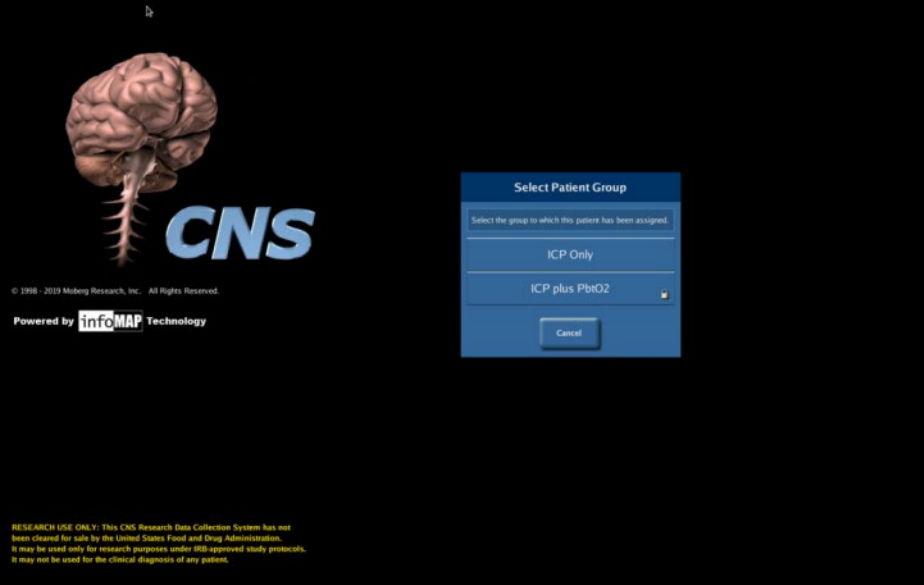 CNS
© 1998 - 2019 Moberg Research, Inc. All Rights Reserved.
Powered by infoMAP Technology
Select Patient Group
Select the group to which this patient has been assigned.
ICP Only
ICP plus PbtO2
Cancel
RESEARCH USE ONLY: This CNS Research Data Collection System has not
been cleared for sale by the United States Food and Drug Administration.
It may be used only for research purposes under IRB-approved study protocols.
It may not be used for the clinical diagnosis of any patient.